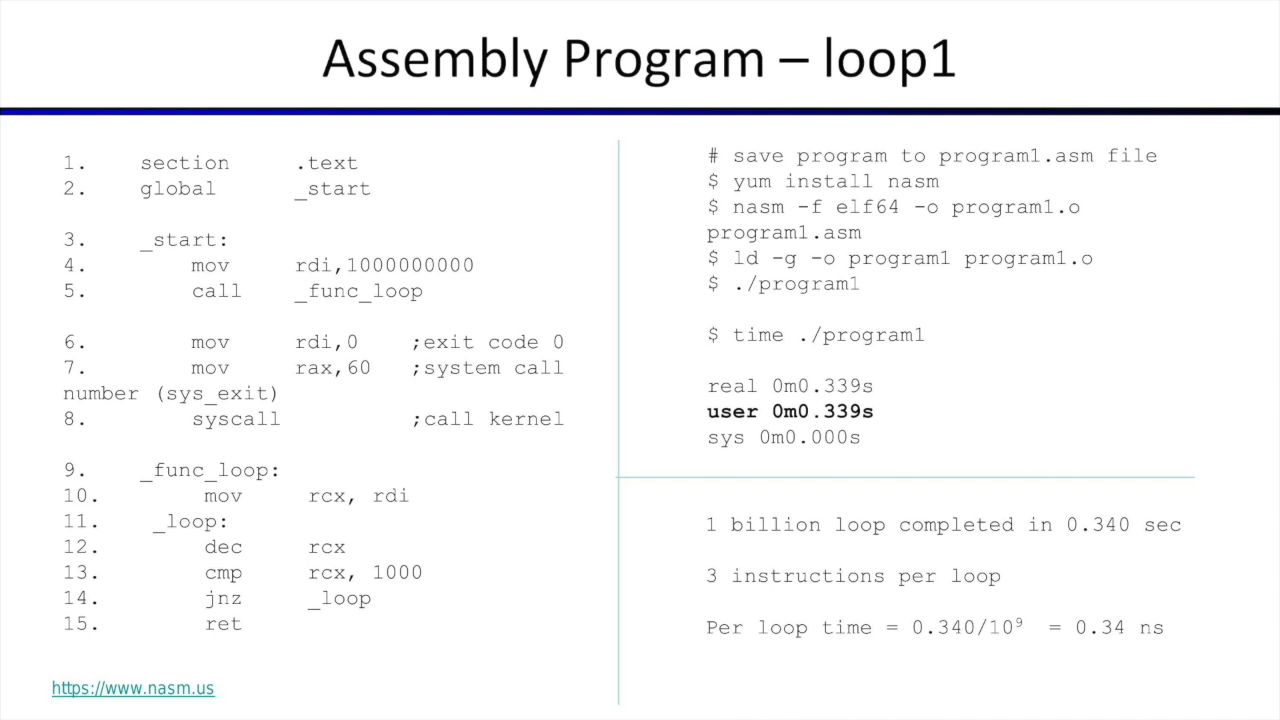 Assembly Program – loop1
1. section .text
2. global _start
3. _start:
4. mov rdi,1000000000
5. call _func_loop
6. mov rdi,0 ;exit code 0
7. mov rax,60 ;system call
number (sys_exit)
8. syscall ;call kernel
9. _func_loop:
10. mov rcx, rdi
11. _loop:
12. dec rcx
13. cmp rcx, 1000
14. jnz _loop
15. ret
https://www.nasm.us
# save program to program1.asm file
$ yum install nasm
$ nasm -f elf64 -o program1.o
program1.asm
$ ld -g -o program1 program1.o
$ ./program1
$ time ./program1
real 0m0.339s
user 0m0.339s
sys 0m0.000s
1 billion loop completed in 0.340 sec
3 instructions per loop
Per loop time = 0.340/10⁹ = 0.34 ns